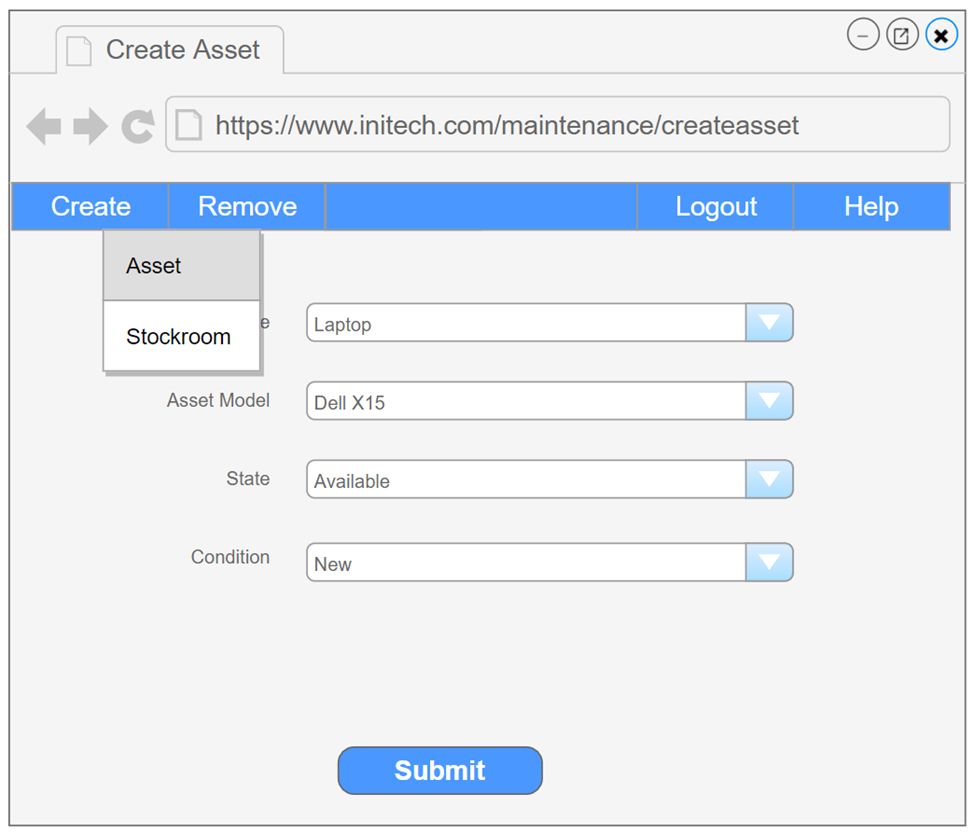 Create Asset
https://www.initech.com/maintenance/createasset
Create Remove Logout Help
Asset
Stockroom
e Laptop
Asset Model Dell X15
State Available
Condition New
Submit